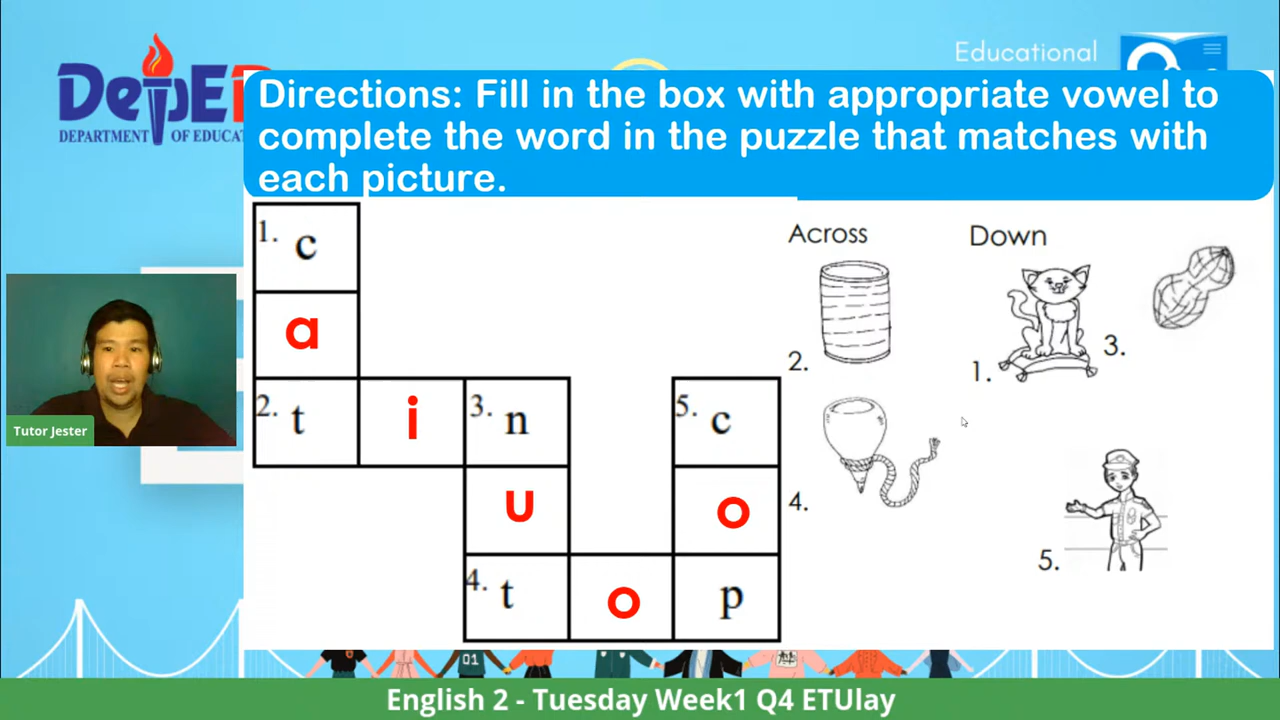 DepED
DEPARTMENT OF EDUCA
Educational
Directions: Fill in the box with appropriate vowel to
complete the word in the puzzle that matches with
each picture.
1. c
a
2. t i 3. n 5. c
u o
4. t o p
Across Down
2.
1.
3.
4.
5.
Tutor Jester
01
English 2 - Tuesday Week1 Q4 ETUlay